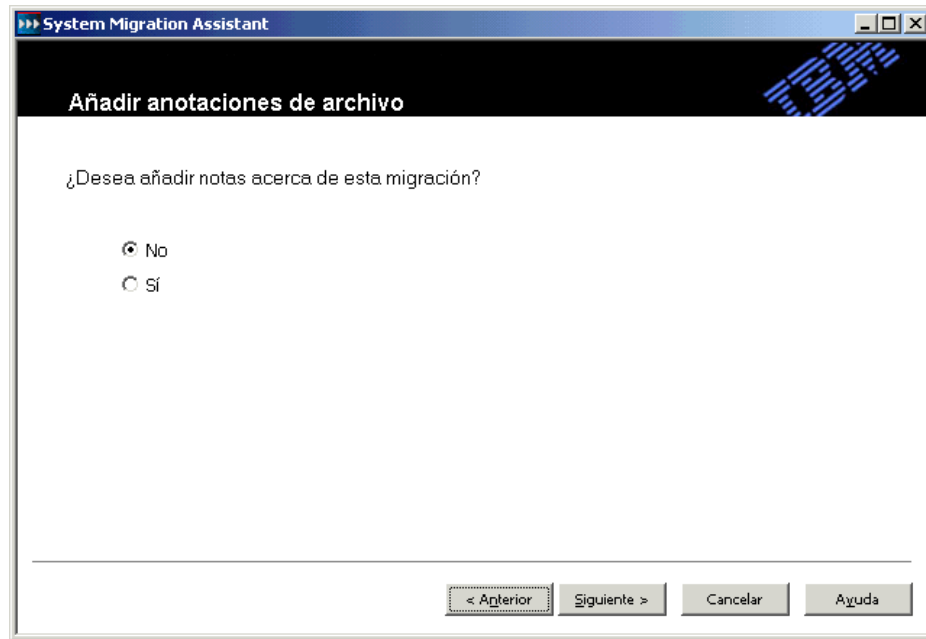 System Migration Assistant
IBM
Añadir anotaciones de archivo
¿Desea añadir notas acerca de esta migración?
No
Sí
< Anterior Siguiente > Cancelar Ayuda